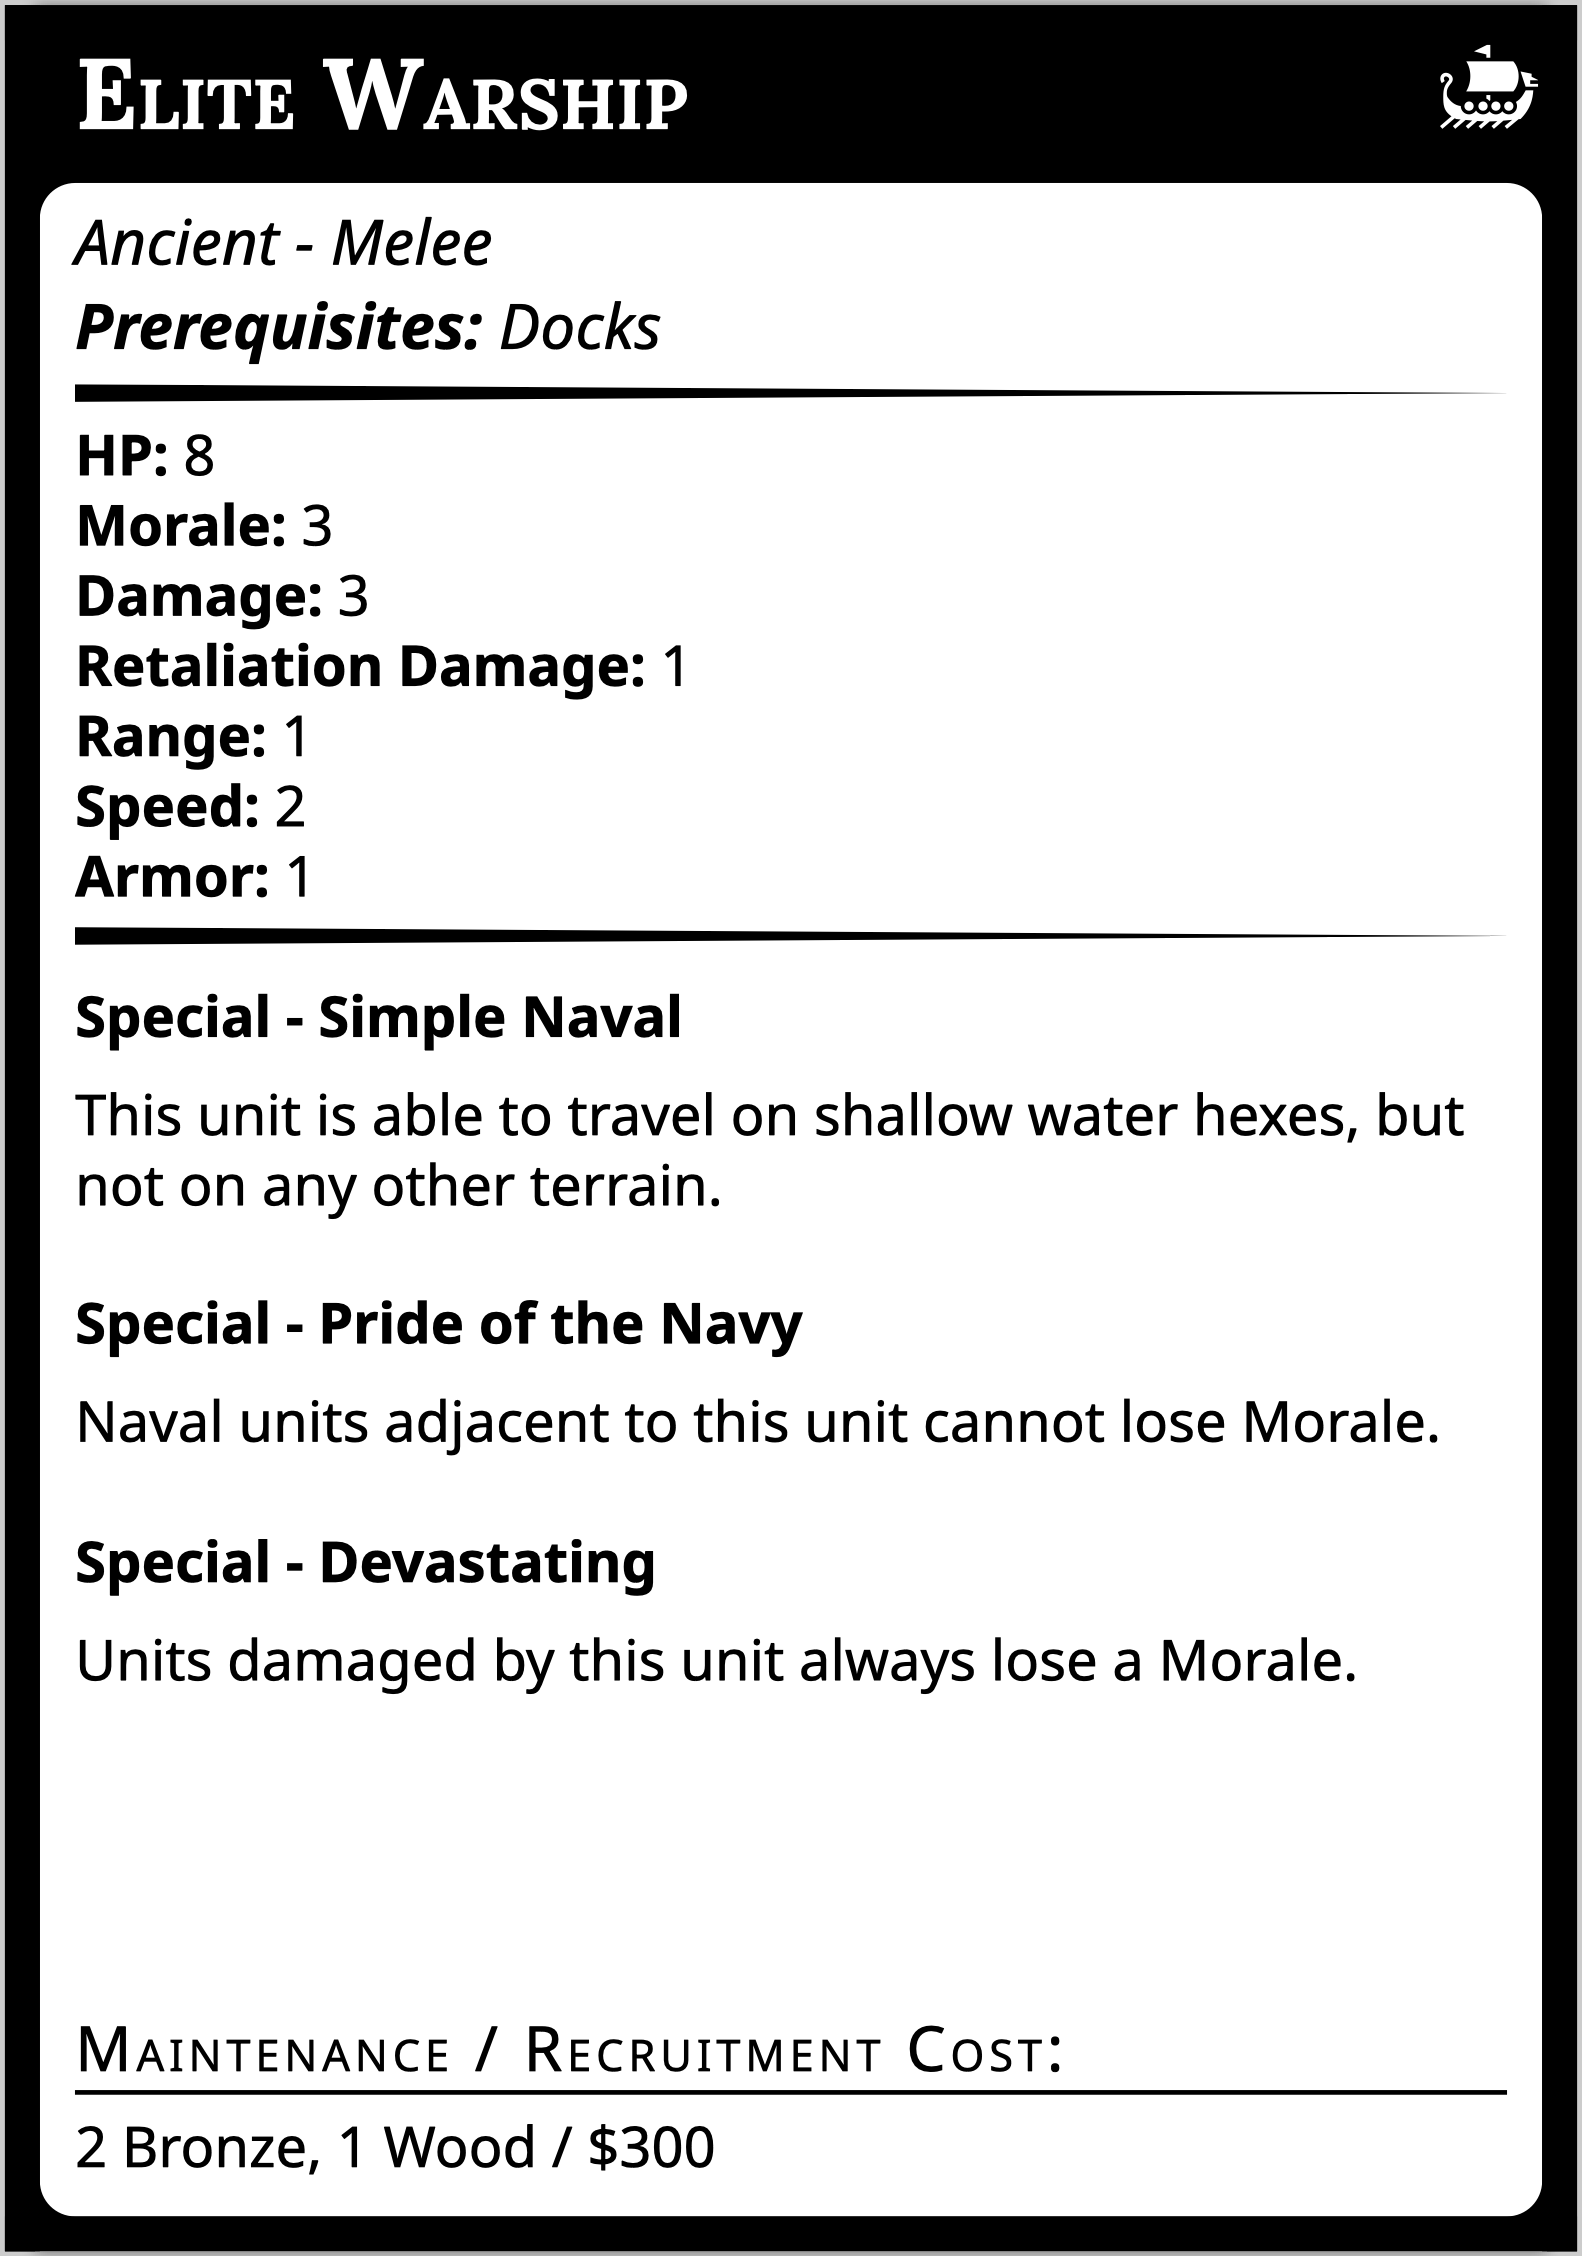 Elite Warship
Ancient - Melee
Prerequisites: Docks
HP: 8
Morale: 3
Damage: 3
Retaliation Damage: 1
Range: 1
Speed: 2
Armor: 1
Special - Simple Naval
This unit is able to travel on shallow water hexes, but
not on any other terrain.
Special - Pride of the Navy
Naval units adjacent to this unit cannot lose Morale.
Special - Devastating
Units damaged by this unit always lose a Morale.
Maintenance / Recruitment Cost:
2 Bronze, 1 Wood / $300